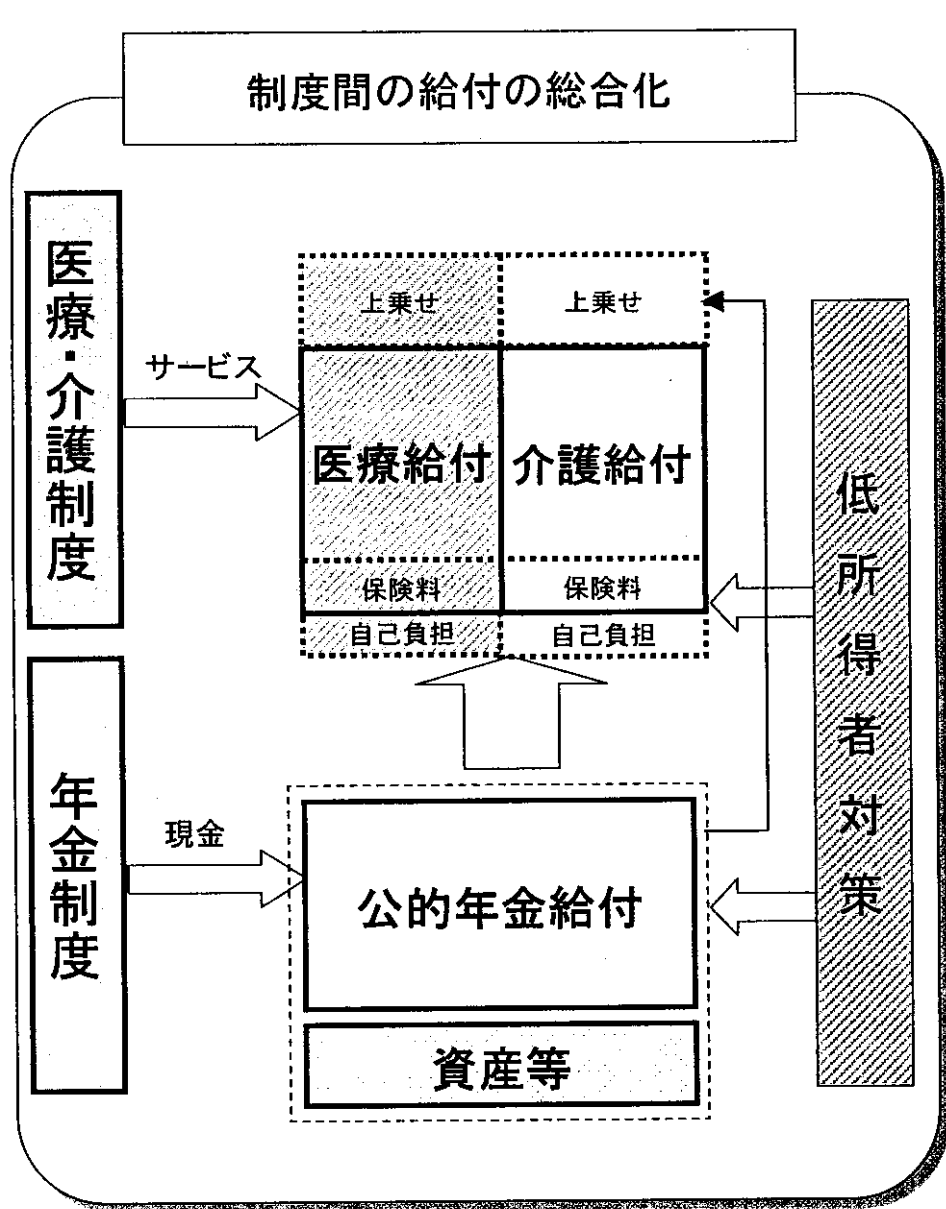 制度間の給付の総合化
医療・介護制度
サービス
上乗せ
上乗せ
医療給付
介護給付
保険料
保険料
自己負担
自己負担
低所得者対策
年金制度
現金
公的年金給付
資産等